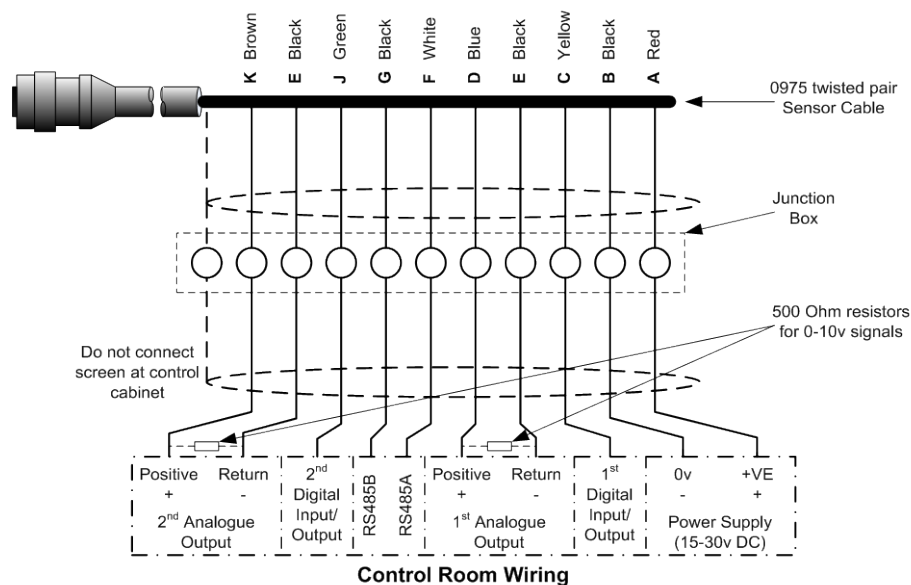 K Brown
E Black
J Green
G Black
F White
D Blue
E Black
C Yellow
B Black
A Red
0975 twisted pair
Sensor Cable
Junction
Box
500 Ohm resistors
for 0-10v signals
Do not connect
screen at control
cabinet
Positive
+
Return
-
2nd Analogue
Output
2nd
Digital
Input/
Output
RS485B
RS485A
Positive
+
Return
-
1st Analogue
Output
1st
Digital
Input/
Output
0v
-
+VE
+
Power Supply
(15-30v DC)
Control Room Wiring